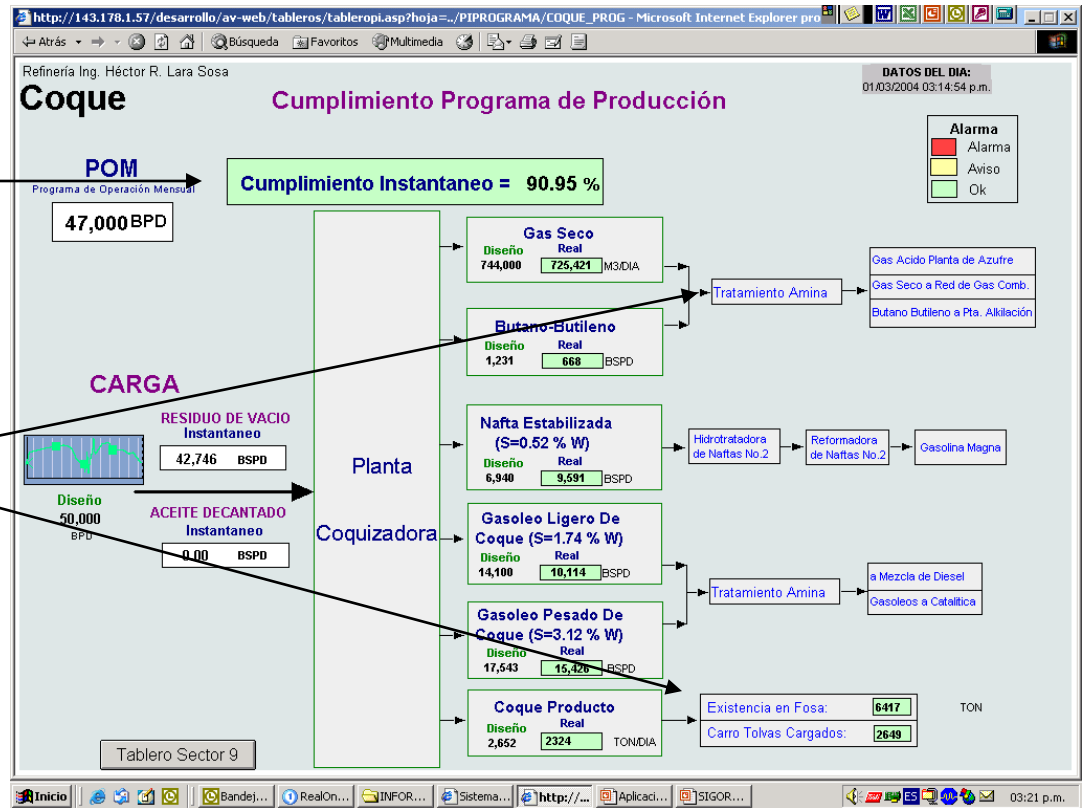 http://143.178.1.57/desarrollo/av-web/tableros/tableropi.asp?hoja=../PIPROGRAMA/COQUE_PROG - Microsoft Internet Explorer pro
Atrás
Búsqueda
Favoritos
Multimedia
Refinería Ing. Héctor R. Lara Sosa
Coque
Cumplimiento Programa de Producción
DATOS DEL DIA:
01/03/2004 03:14:54 p.m.
Alarma
Alarma
Aviso
Ok
POM
Programa de Operación Mensual
47,000 BPD
Cumplimiento Instantaneo = 90.95 %
Gas Seco
Diseño Real
744,000 725,421 M3/DIA
Butano-Butileno
Diseño Real
1,231 668 BSPD
Tratamiento Amina
Gas Acido Planta de Azufre
Gas Seco a Red de Gas Comb.
Butano Butileno a Pta. Alkilación
CARGA
RESIDUO DE VACIO
Instantaneo
42,746 BSPD
Diseño
50,000
BPD
ACEITE DECANTADO
Instantaneo
0.00 BSPD
Planta
Coquizadora
Nafta Estabilizada
(S=0.52 % W)
Diseño Real
6,940 9,591 BSPD
Hidrotratadora
de Naftas No.2
Reformadora
de Naftas No.2
Gasolina Magna
Gasoleo Ligero De
Coque (S=1.74 % W)
Diseño Real
14,100 10,114 BSPD
Gasoleo Pesado De
Coque (S=3.12 % W)
Diseño Real
17,543 15,426 BSPD
Tratamiento Amina
a Mezcla de Diesel
Gasoleos a Catalitica
Coque Producto
Diseño Real
2,652 2324 TON/DIA
Existencia en Fosa: 6417 TON
Carro Tolvas Cargados: 2649
Tablero Sector 9
Inicio
Bandej...
RealOn...
INFOR...
Sistema...
http://...
Aplicaci...
SIGOR...
ES
03:21 p.m.